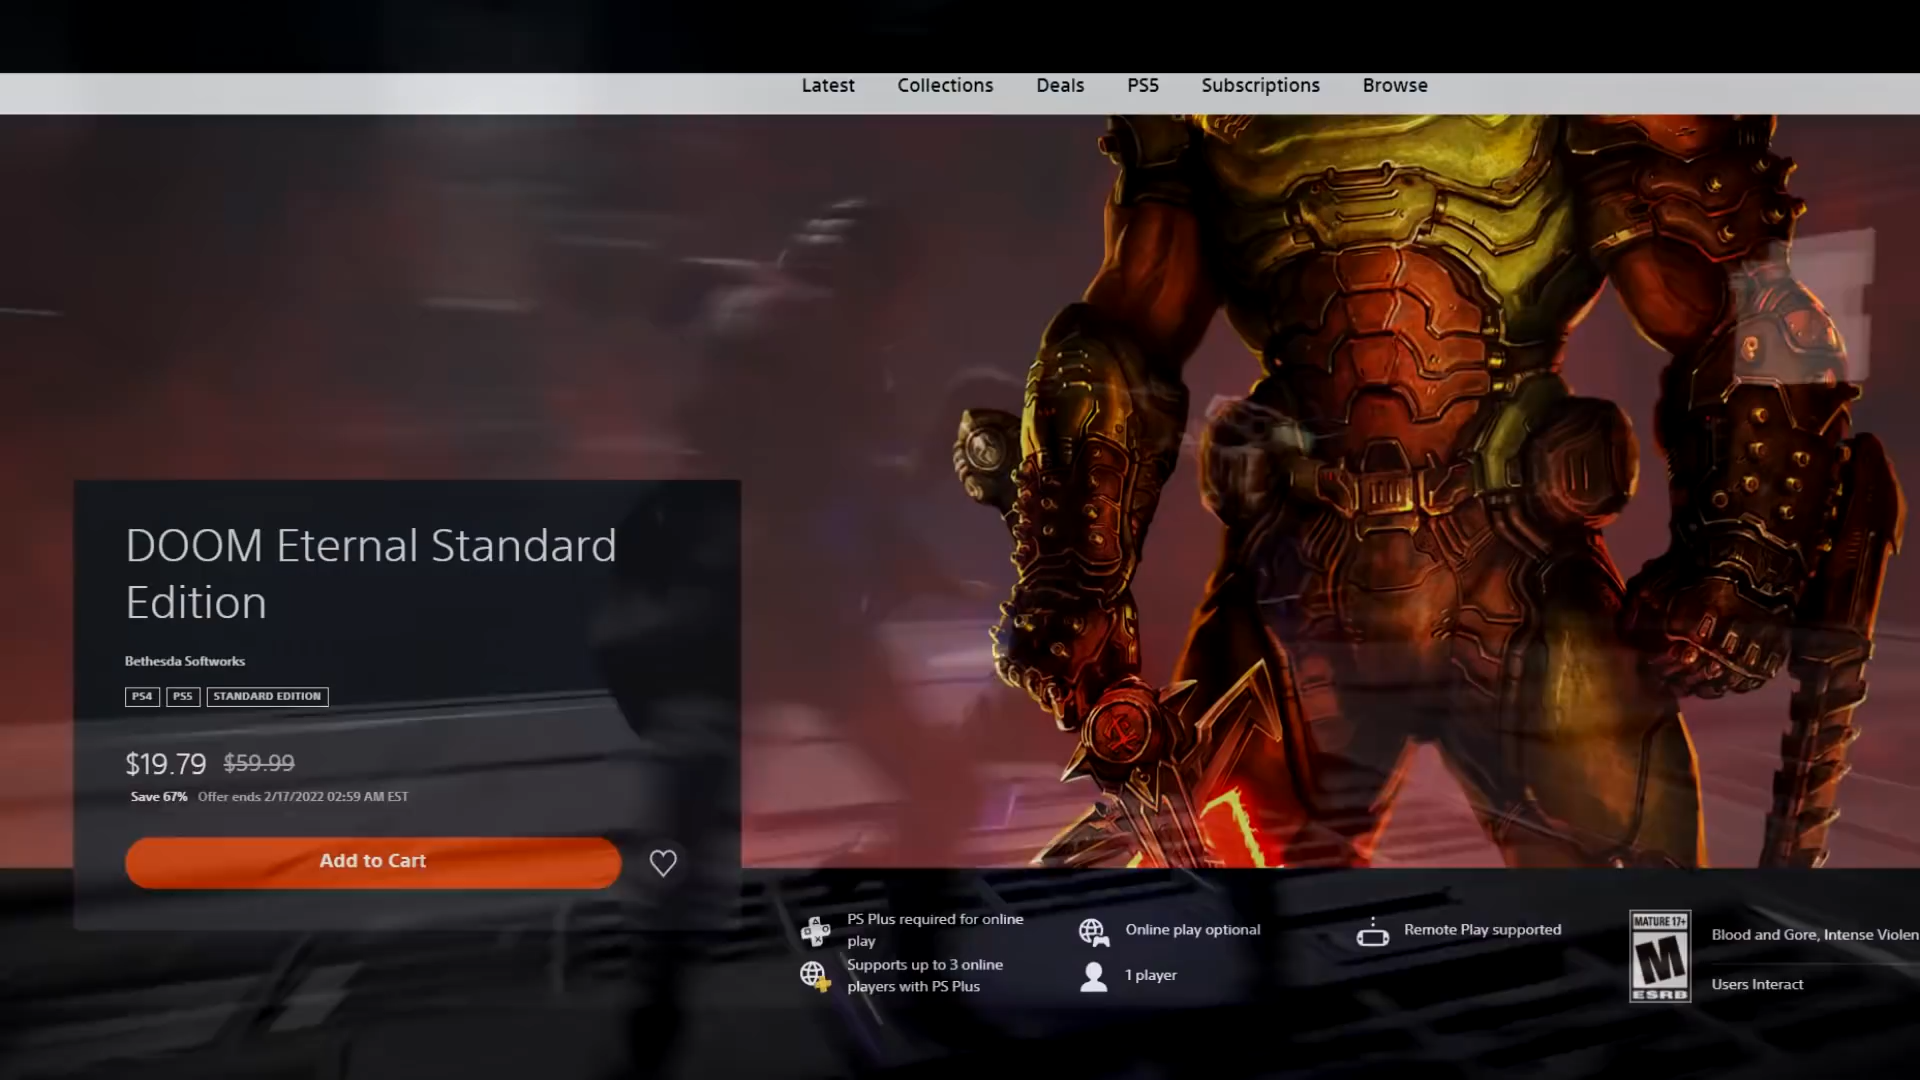 Latest Collections Deals PS5 Subscriptions Browse
DOOM Eternal Standard
Edition
Bethesda Softworks
PS4 PS5 STANDARD EDITION
$19.79 $59.99
Save 67% Offer ends 2/17/2022 02:59 AM EST
Add to Cart
PS Plus required for online
play
Supports up to 3 online
players with PS Plus
Online play optional
1 player
Remote Play supported
MATURE 17+
M
ESRB
Blood and Gore, Intense Violen
Users Interact